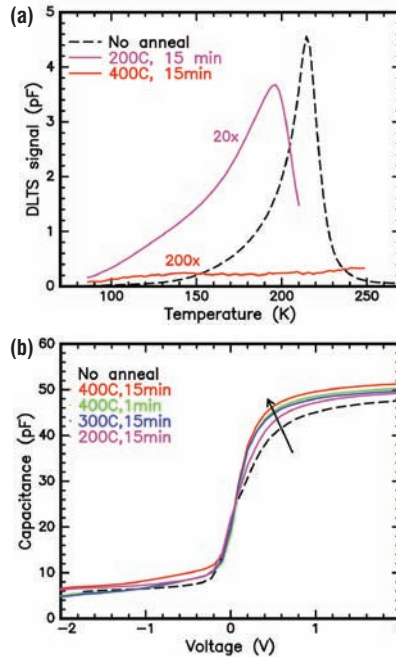 (a)
No anneal
200C, 15 min
400C, 15min
20x
200x
DLTS signal (pF)
5
4
3
2
1
0
100
150
200
250
Temperature (K)
(b)
No anneal
400C,15min
400C,1min
300C,15min
200C,15min
Capacitance (pF)
60
50
40
30
20
10
0
−2
−1
0
1
Voltage (V)